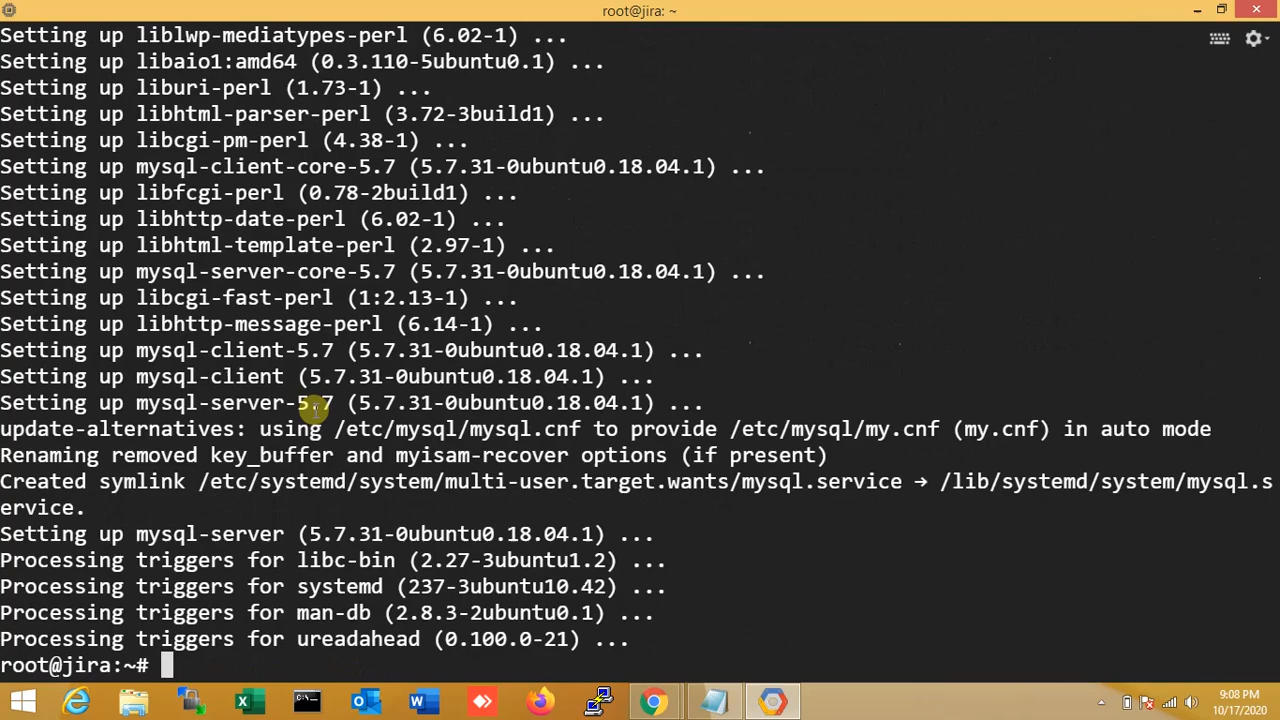 root@jira: ~
Setting up liblwp-mediatypes-perl (6.02-1) ...
Setting up libaio1:amd64 (0.3.110-5ubuntu0.1) ...
Setting up liburi-perl (1.73-1) ...
Setting up libhtml-parser-perl (3.72-3build1) ...
Setting up libcgi-pm-perl (4.38-1) ...
Setting up mysql-client-core-5.7 (5.7.31-0ubuntu0.18.04.1) ...
Setting up libfcgi-perl (0.78-2build1) ...
Setting up libhttp-date-perl (6.02-1) ...
Setting up libhtml-template-perl (2.97-1) ...
Setting up mysql-server-core-5.7 (5.7.31-0ubuntu0.18.04.1) ...
Setting up libcgi-fast-perl (1:2.13-1) ...
Setting up libhttp-message-perl (6.14-1) ...
Setting up mysql-client-5.7 (5.7.31-0ubuntu0.18.04.1) ...
Setting up mysql-client (5.7.31-0ubuntu0.18.04.1) ...
Setting up mysql-server-5.7 (5.7.31-0ubuntu0.18.04.1) ...
update-alternatives: using /etc/mysql/mysql.cnf to provide /etc/mysql/my.cnf (my.cnf) in auto mode
Renaming removed key_buffer and myisam-recover options (if present)
Created symlink /etc/systemd/system/multi-user.target.wants/mysql.service → /lib/systemd/system/mysql.s
ervice.
Setting up mysql-server (5.7.31-0ubuntu0.18.04.1) ...
Processing triggers for libc-bin (2.27-3ubuntu1.2) ...
Processing triggers for systemd (237-3ubuntu10.42) ...
Processing triggers for man-db (2.8.3-2ubuntu0.1) ...
Processing triggers for ureadahead (0.100.0-21) ...
root@jira:~#
9:08 PM
10/17/2020